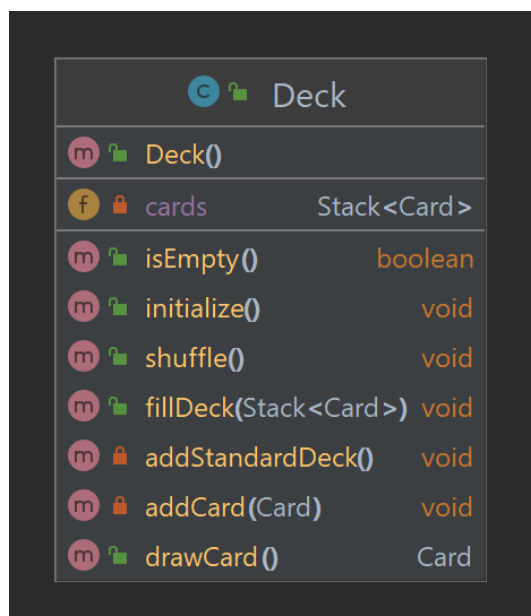 C Deck
m Deck()
f cards Stack<Card>
m isEmpty() boolean
m initialize() void
m shuffle() void
m fillDeck(Stack<Card>) void
m addStandardDeck() void
m addCard(Card) void
m drawCard() Card